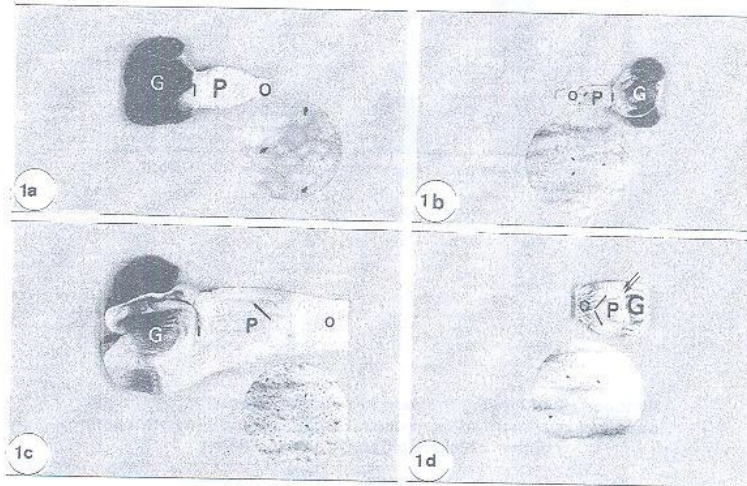 G I P O
1a
O P I G
1b
G I P O
1c
O P G
1d